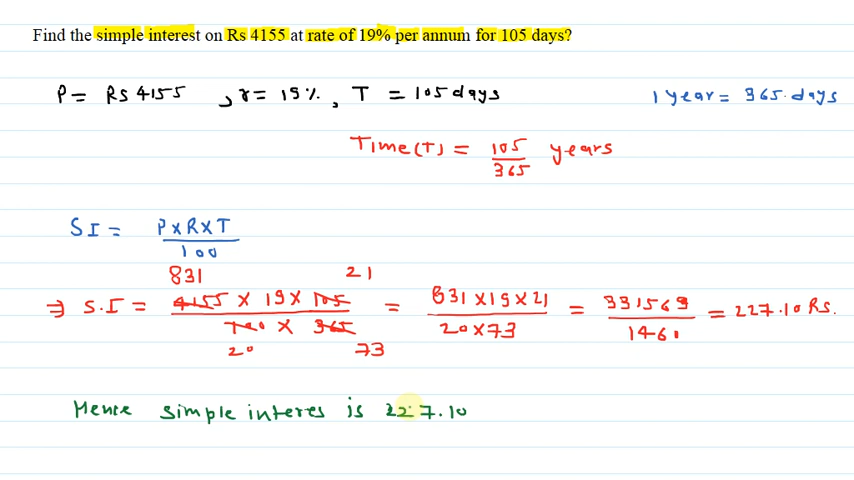 Find the simple interest on Rs 4155 at rate of 19% per annum for 105 days?
P = RS 4155 , r = 19%, T = 105 days
1 year = 365 days
Time(T) = 105/365 years
SI = P×R×T/100
831 21
⇒ S.I = 4155 × 19 × 105/100 × 365 = 831×19×21/20×73 = 331569/1460 = 227.10 Rs.
20 73
Hence simple interes is 227.10